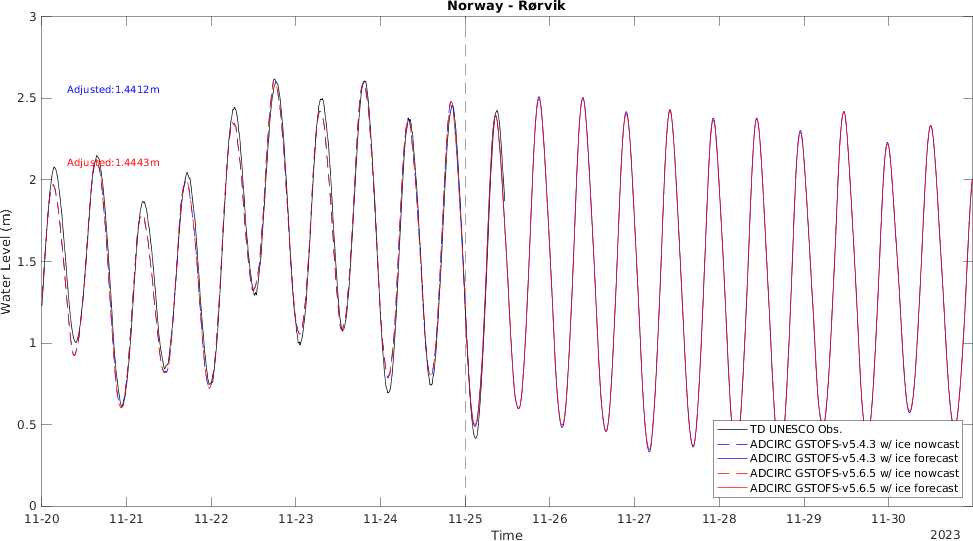 Norway - Rørvik
3
2.5
2
1.5
1
0.5
0
Water Level (m)
Adjusted:1.4412m
Adjusted:1.4443m
TD UNESCO Obs.
ADCIRC GSTOFS-v5.4.3 w/ ice nowcast
ADCIRC GSTOFS-v5.4.3 w/ ice forecast
ADCIRC GSTOFS-v5.6.5 w/ ice nowcast
ADCIRC GSTOFS-v5.6.5 w/ ice forecast
11-20 11-21 11-22 11-23 11-24 11-25 11-26 11-27 11-28 11-29 11-30
Time
2023